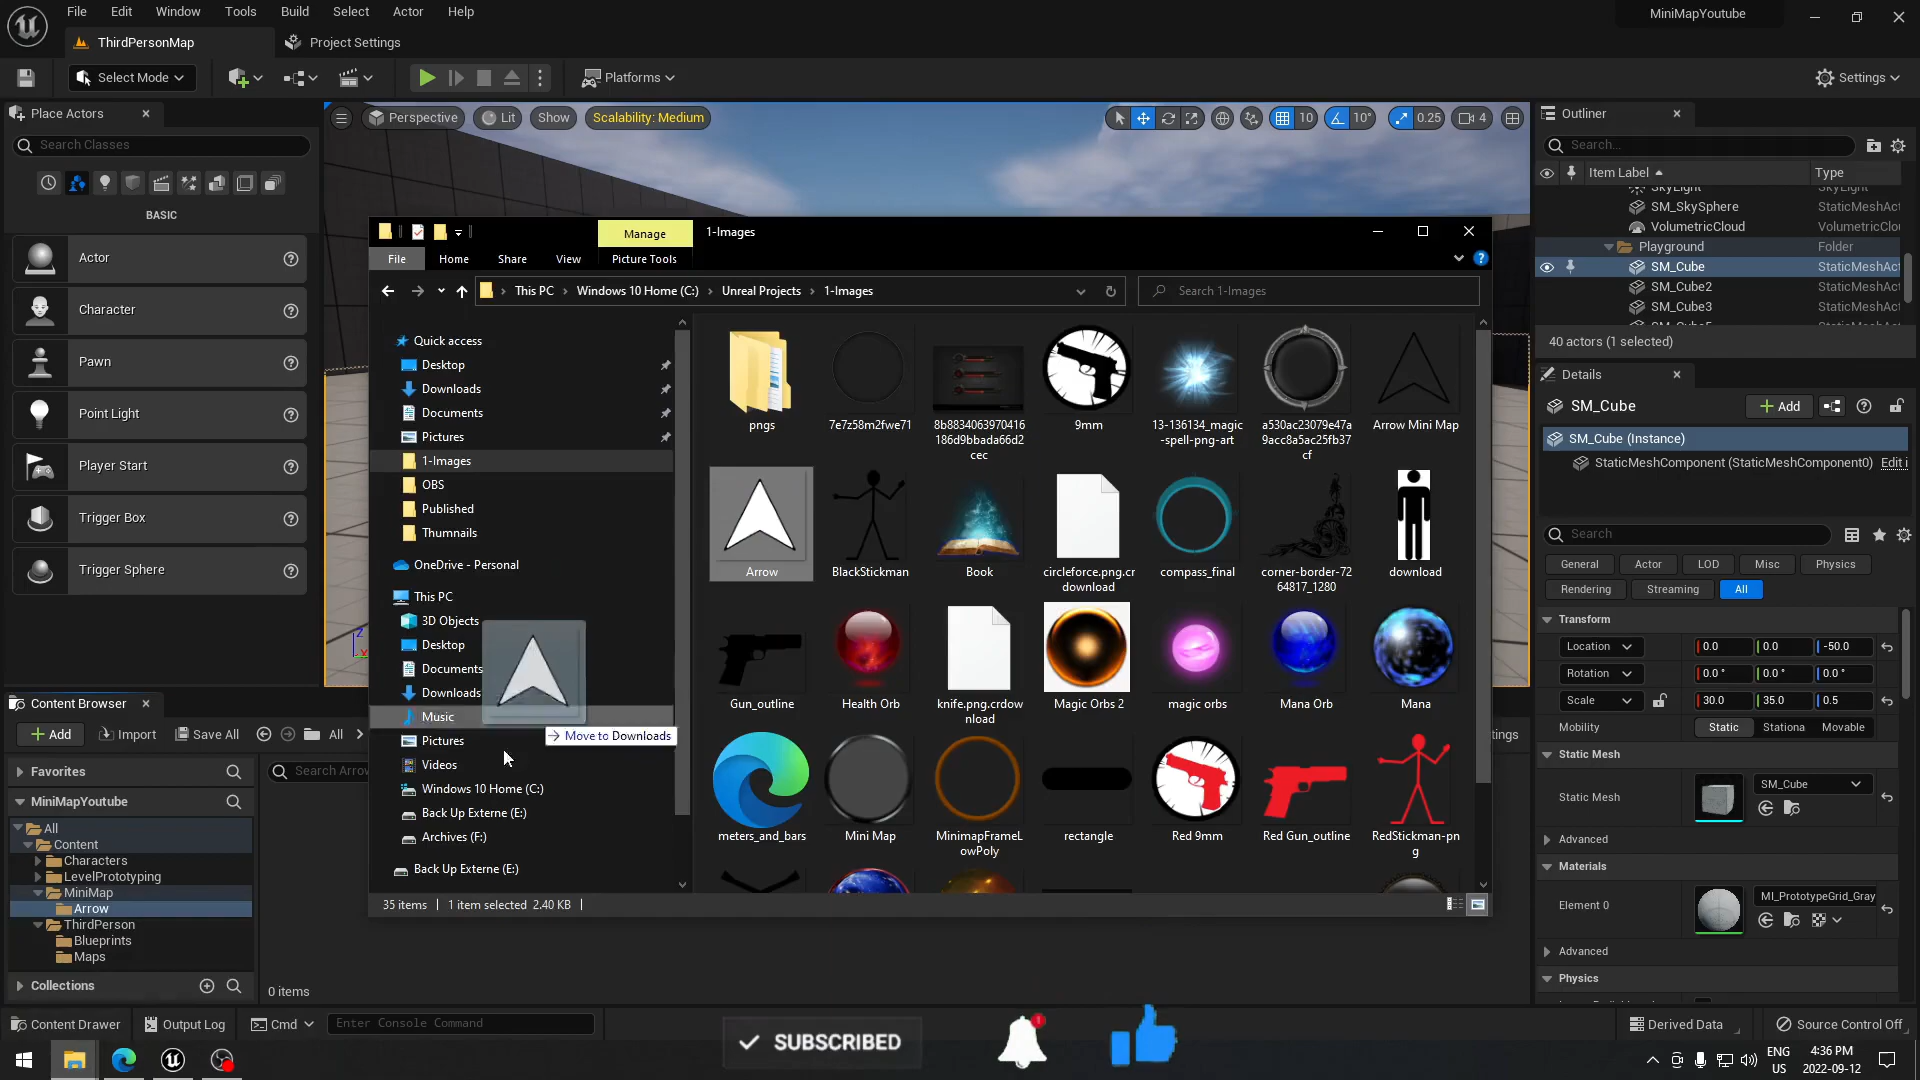 File Edit Window Tools Build Select Actor Help
MiniMapYoutube
ThirdPersonMap
Project Settings
Select Mode
Platforms
Settings
Place Actors
Search Classes
BASIC
Actor
Character
Pawn
Point Light
Player Start
Trigger Box
Trigger Sphere
Perspective
Lit
Show
Scalability: Medium
10
10°
0.25
4
Manage
1-Images
File
Home
Share
View
Picture Tools
This PC > Windows 10 Home (C:) > Unreal Projects > 1-Images
Search 1-Images
Quick access
Desktop
Downloads
Documents
Pictures
1-Images
OBS
Published
Thumnails
OneDrive - Personal
This PC
3D Objects
Desktop
Documents
Downloads
Music
Pictures
Videos
Windows 10 Home (C:)
Back Up Externe (E:)
Archives (F:)
Back Up Externe (E:)
Move to Downloads
pngs
7e7z58m2fwe71
8b8834063970416
186d9bbada66d2
cec
9mm
13-136134_magic
-spell-png-art
a530ac23079e47a
9acc8a5ac25fb37
cf
Arrow Mini Map
Arrow
BlackStickman
Book
circleforce.png.cr
download
compass_final
corner-border-72
64817_1280
download
Gun_outline
Health Orb
knife.png.crdow
nload
Magic Orbs 2
magic orbs
Mana Orb
Mana
meters_and_bars
Mini Map
MinimapFrameL
owPoly
rectangle
Red 9mm
Red Gun_outline
RedStickman-pn
g
35 items
1 item selected 2.40 KB
Outliner
Search...
Item Label
Type
SkyLight
SM_SkySphere
StaticMeshAct
VolumetricCloud
VolumetricClou
Playground
Folder
SM_Cube
StaticMeshAct
SM_Cube2
StaticMeshAct
SM_Cube3
StaticMeshAct
40 actors (1 selected)
Details
SM_Cube
Add
SM_Cube (Instance)
StaticMeshComponent (StaticMeshComponent0)
Edit i
Search
General
Actor
LOD
Misc
Physics
Rendering
Streaming
All
Transform
Location
0.0
0.0
-50.0
Rotation
0.0 °
0.0 °
0.0 °
Scale
30.0
35.0
0.5
Mobility
Static
Stationa
Movable
Static Mesh
Static Mesh
SM_Cube
Advanced
Materials
Element 0
MI_PrototypeGrid_Gray
Advanced
Physics
Content Browser
Add
Import
Save All
All
ttings
Favorites
Search Arrow
MiniMapYoutube
All
Content
Characters
LevelPrototyping
MiniMap
Arrow
ThirdPerson
Blueprints
Maps
Collections
0 items
Content Drawer
Output Log
Cmd
Enter Console Command
SUBSCRIBED
Derived Data
Source Control Off
ENG
US
4:36 PM
2022-09-12